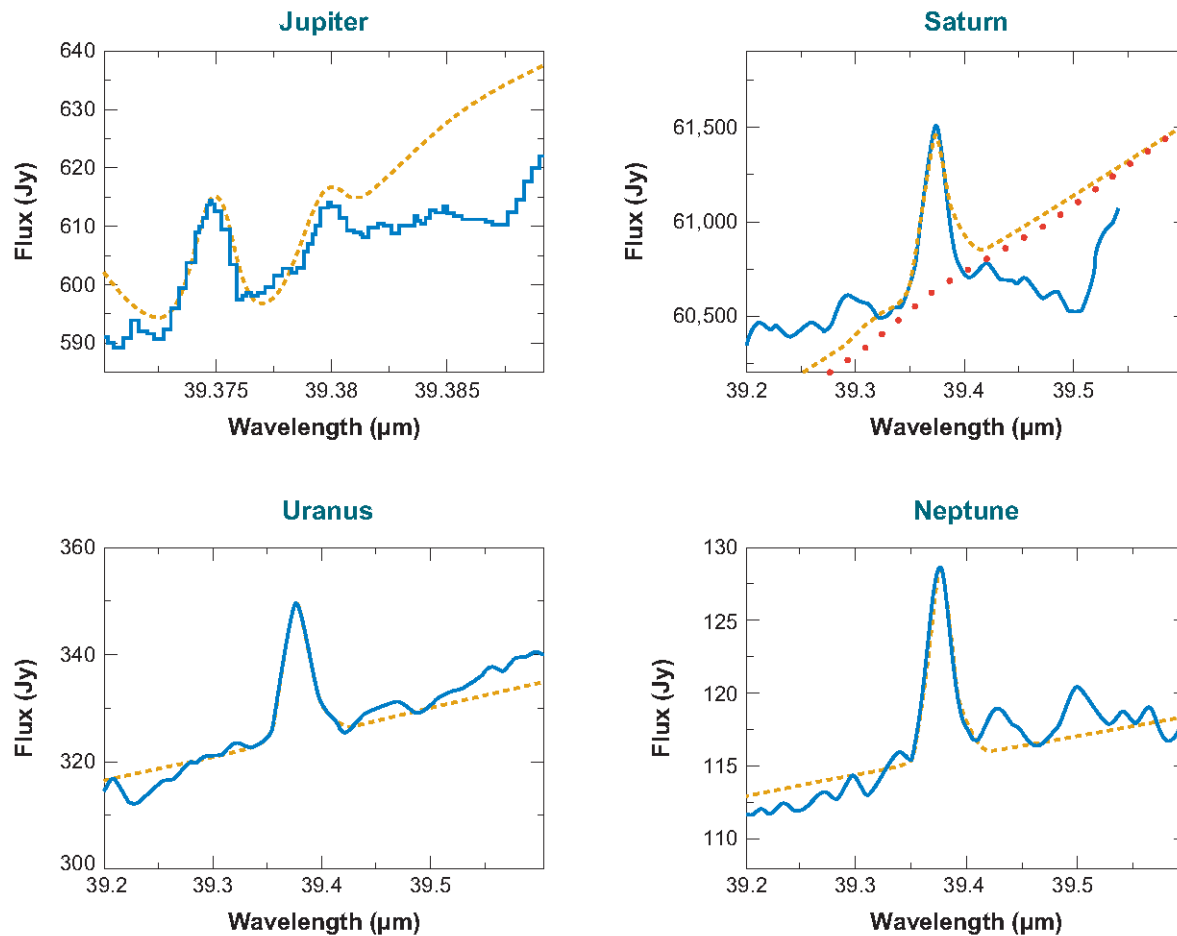 Jupiter
640
630
620
610
600
590
Flux (Jy)
39.375 39.38 39.385
Wavelength (µm)
Saturn
61,500
61,000
60,500
Flux (Jy)
39.2 39.3 39.4 39.5
Wavelength (µm)
Uranus
360
340
320
300
Flux (Jy)
39.2 39.3 39.4 39.5
Wavelength (µm)
Neptune
130
125
120
115
110
Flux (Jy)
39.2 39.3 39.4 39.5
Wavelength (µm)